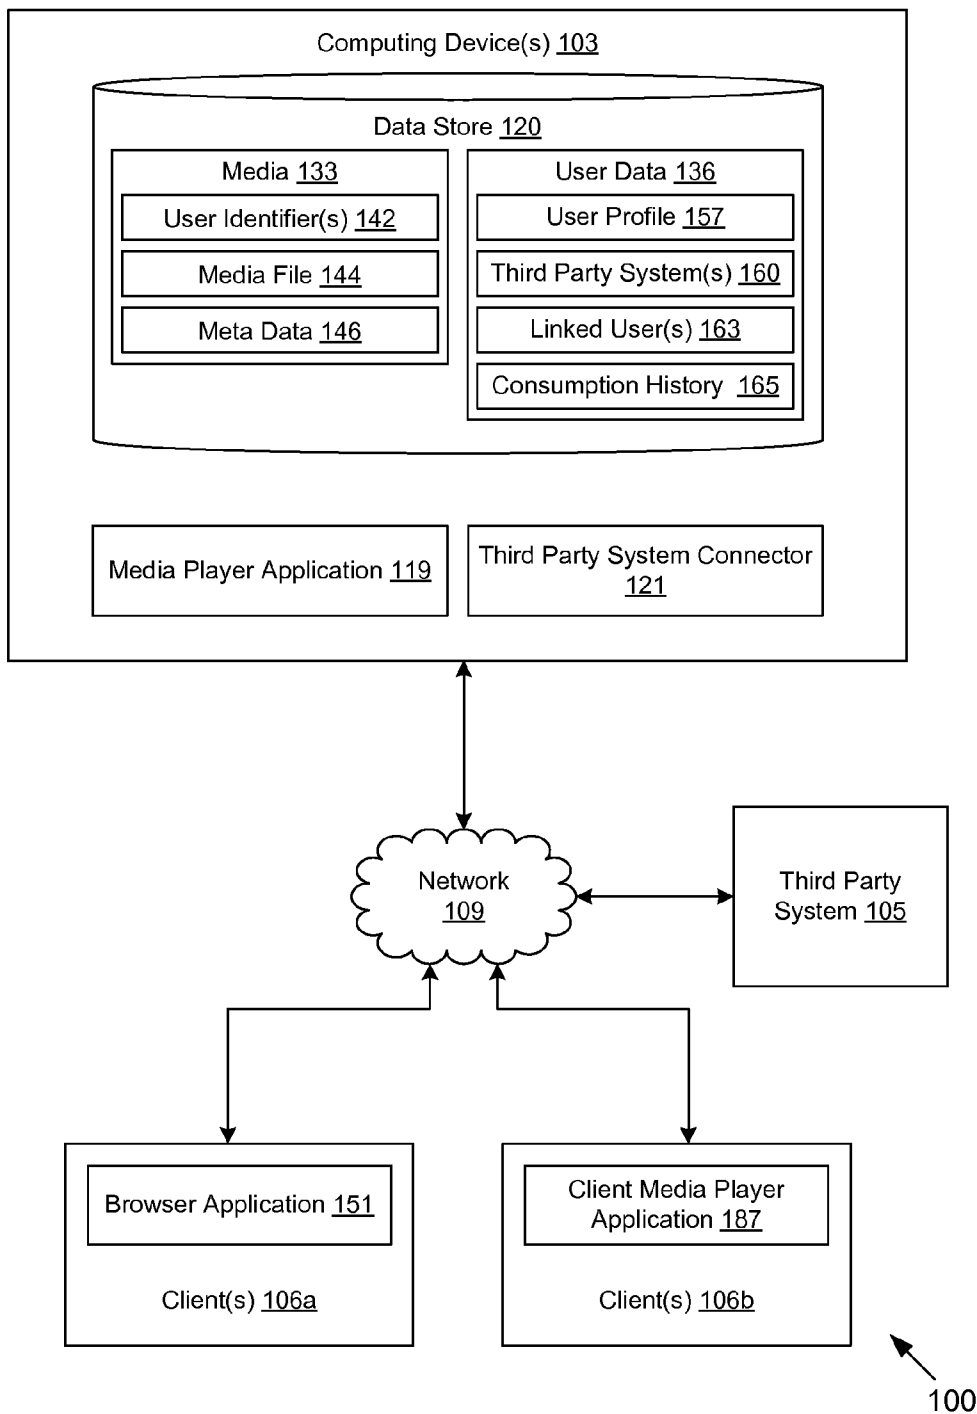 Computing Device(s) 103
Data Store 120
Media 133
User Identifier(s) 142
Media File 144
Meta Data 146
User Data 136
User Profile 157
Third Party System(s) 160
Linked User(s) 163
Consumption History 165
Media Player Application 119
Third Party System Connector
121
Network
109
Third Party
System 105
Browser Application 151
Client(s) 106a
Client Media Player
Application 187
Client(s) 106b
100